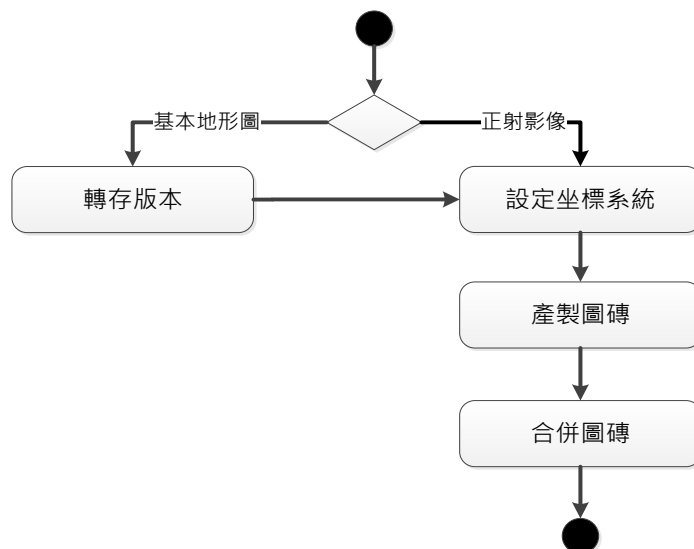 基本地形圖
正射影像
轉存版本
設定坐標系統
產製圖磚
合併圖磚